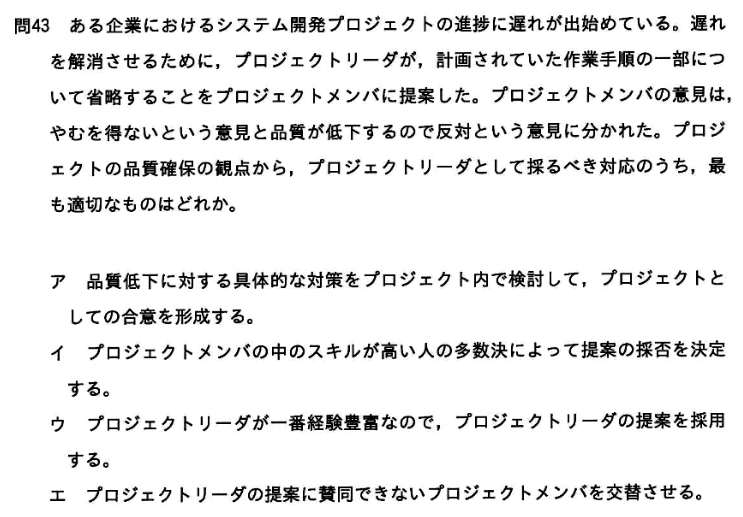 問43 ある企業におけるシステム開発プロジェクトの進捗に遅れが出始めている。遅れ
を解消させるために，プロジェクトリーダが，計画されていた作業手順の一部につ
いて省略することをプロジェクトメンバに提案した。プロジェクトメンバの意見は，
やむを得ないという意見と品質が低下するので反対という意見に分かれた。プロジ
ェクトの品質確保の観点から，プロジェクトリーダとして採るべき対応のうち，最
も適切なものはどれか。
ア 品質低下に対する具体的な対策をプロジェクト内で検討して，プロジェクトと
しての合意を形成する。
イ プロジェクトメンバの中のスキルが高い人の多数決によって提案の採否を決定
する。
ウ プロジェクトリーダが一番経験豊富なので，プロジェクトリーダの提案を採用
する。
エ プロジェクトリーダの提案に賛同できないプロジェクトメンバを交替させる。